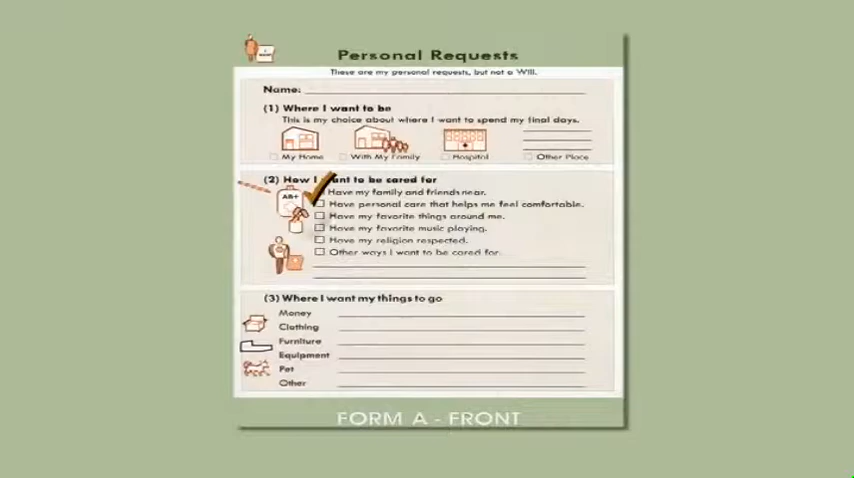 Personal Requests
These are my personal requests, but not a Will.
Name:
(1) Where I want to be
This is my choice about where I want to spend my final days.
My Home With My Family Hospital Other Place
(2) How I want to be cared for
AB+
Have my family and friends near.
Have personal care that helps me feel comfortable.
Have my favorite things around me.
Have my favorite music playing.
Have my religion respected.
Other ways I want to be cared for.
(3) Where I want my things to go
Money
Clothing
Furniture
Equipment
Pet
Other
FORM A - FRONT